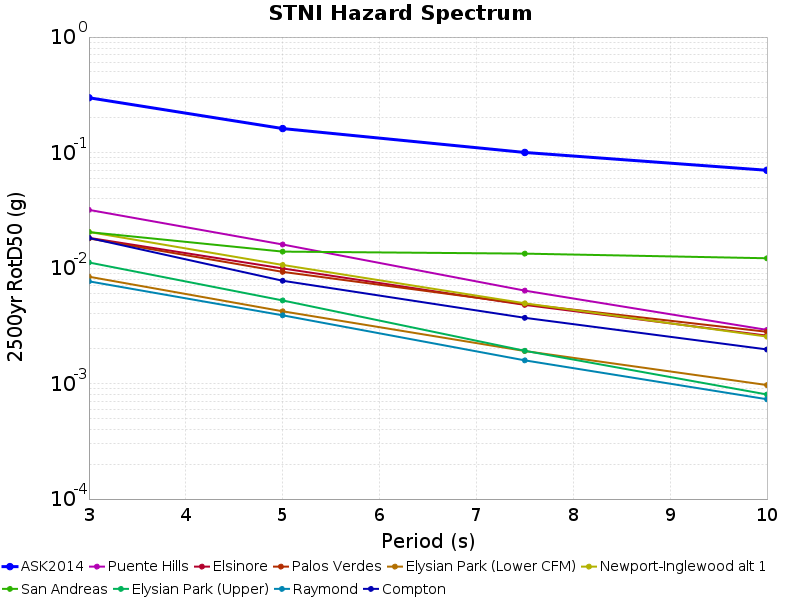 STNI Hazard Spectrum
10^0
10^-1
10^-2
10^-3
10^-4
2500yr RotD50 (g)
3 4 5 6 7 8 9 10
Period (s)
ASK2014 Puente Hills Elsinore Palos Verdes Elysian Park (Lower CFM) Newport-Inglewood alt 1
San Andreas Elysian Park (Upper) Raymond Compton